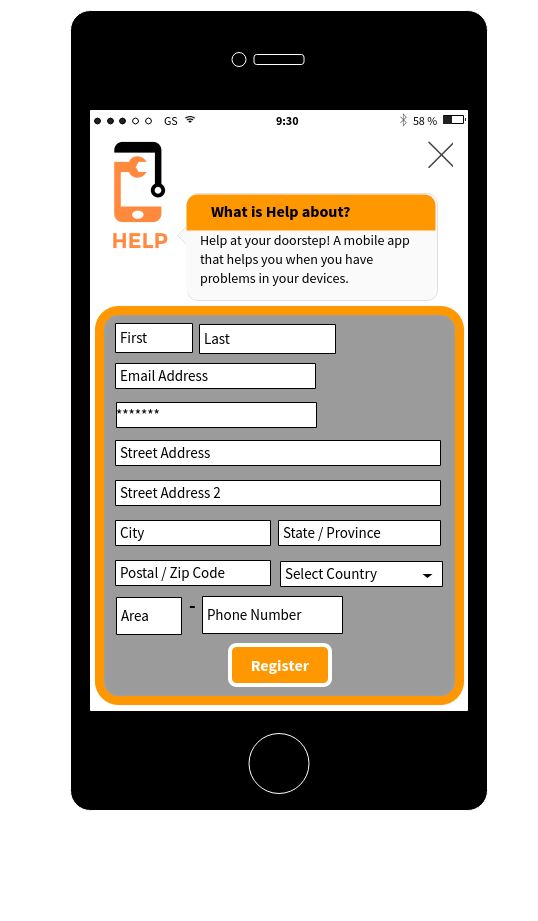 GS 9:30 58 %
HELP
What is Help about?
Help at your doorstep! A mobile app
that helps you when you have
problems in your devices.
First Last
Email Address
*******
Street Address
Street Address 2
City State / Province
Postal / Zip Code Select Country
Area - Phone Number
Register